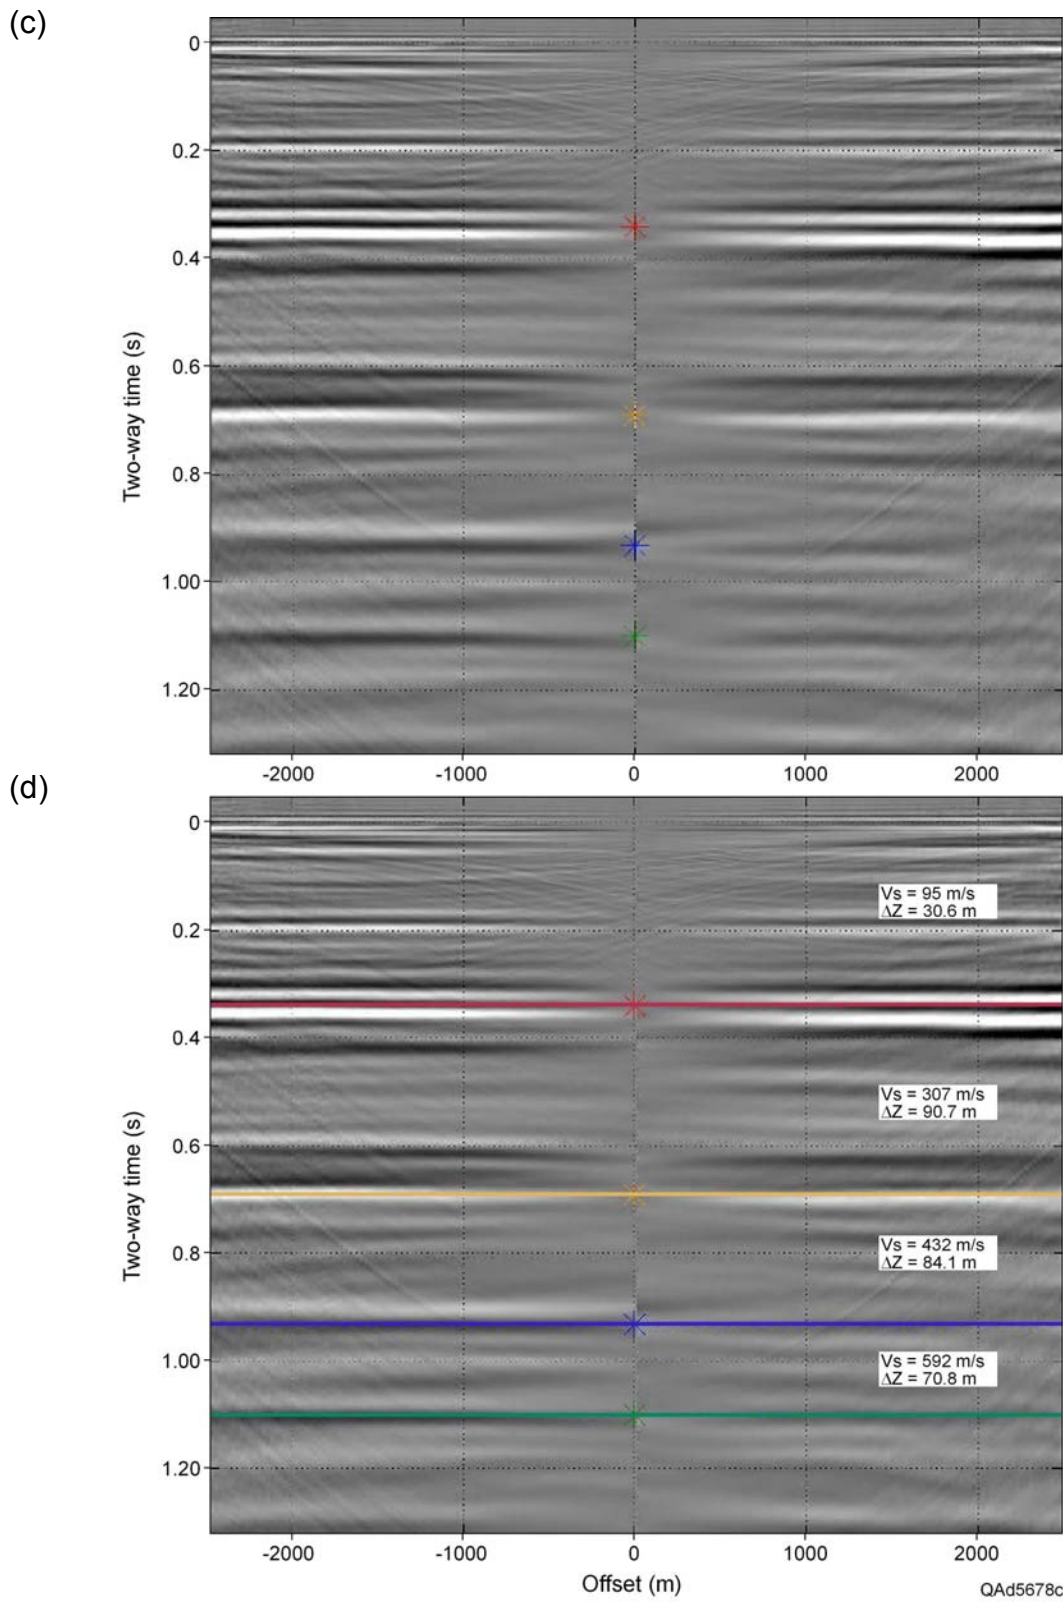 (c)
0
0.2
0.4
0.6
0.8
1.00
1.20
Two-way time (s)
-2000 -1000 0 1000 2000
(d)
0
0.2
0.4
0.6
0.8
1.00
1.20
Two-way time (s)
Vs = 95 m/s
ΔZ = 30.6 m
Vs = 307 m/s
ΔZ = 90.7 m
Vs = 432 m/s
ΔZ = 84.1 m
Vs = 592 m/s
ΔZ = 70.8 m
-2000 -1000 0 1000 2000
Offset (m)
QAd5678c